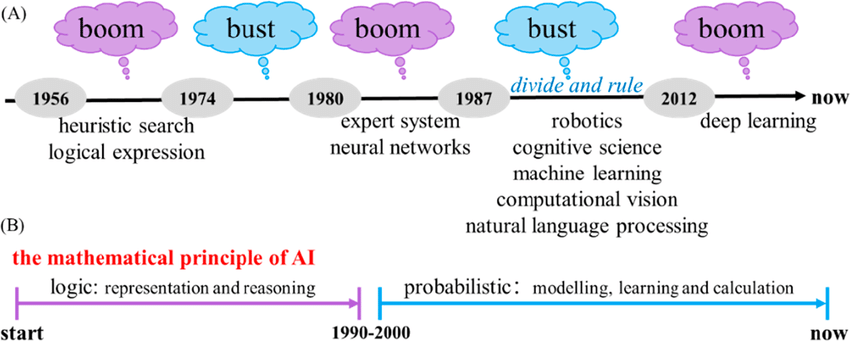 (A)
boom
bust
boom
bust
boom
divide and rule
1956
1974
1980
1987
2012
now
heuristic search
logical expression
expert system
neural networks
robotics
cognitive science
machine learning
computational vision
natural language processing
deep learning
(B)
the mathematical principle of AI
logic: representation and reasoning
probabilistic: modelling, learning and calculation
start
1990-2000
now